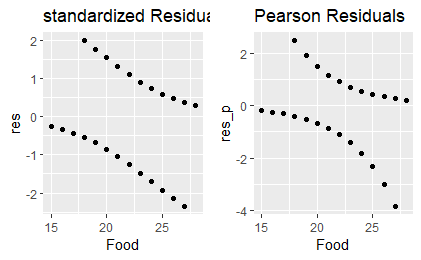 standardized Residua
Pearson Residuals
2
1
0
-1
-2
res
15
20
25
Food
2
0
-2
-4
res_p
15
20
25
Food